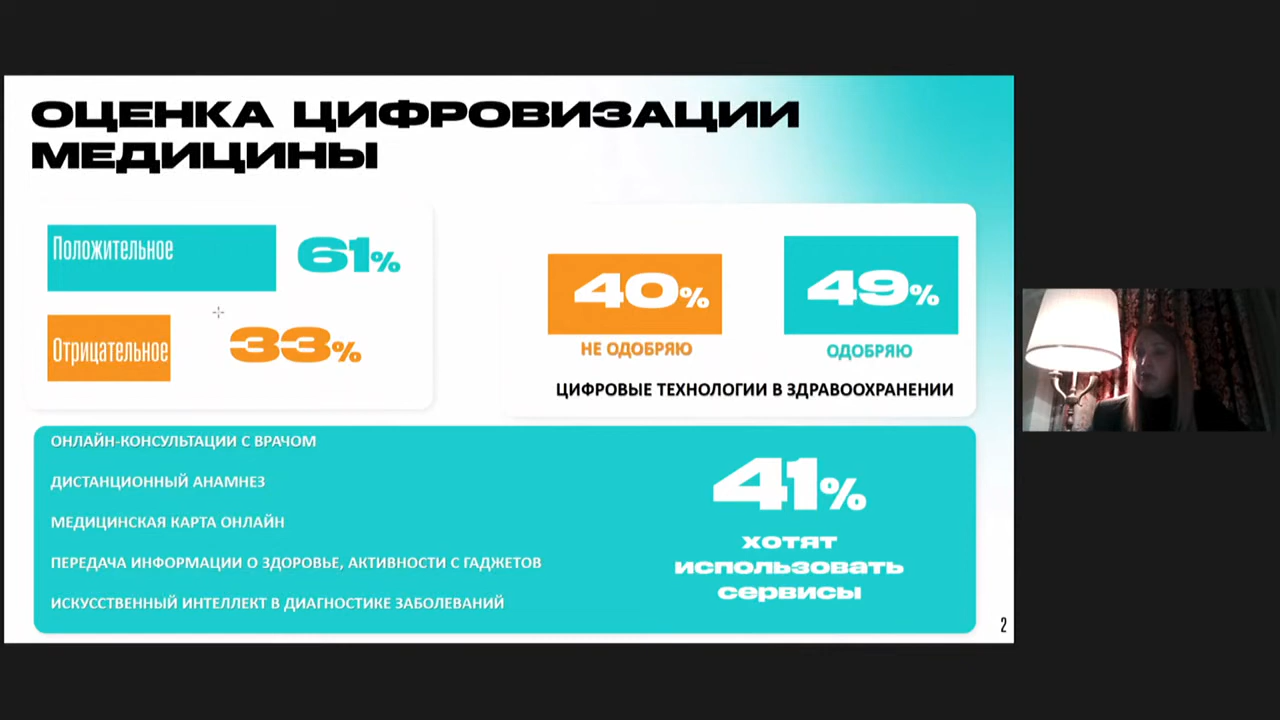 ОЦЕНКА ЦИФРОВИЗАЦИИ
МЕДИЦИНЫ
Положительное
61%
Отрицательное
33%
40%
НЕ ОДОБРЯЮ
49%
ОДОБРЯЮ
ЦИФРОВЫЕ ТЕХНОЛОГИИ В ЗДРАВООХРАНЕНИИ
ОНЛАЙН-КОНСУЛЬТАЦИИ С ВРАЧОМ
ДИСТАНЦИОННЫЙ АНАМНЕЗ
МЕДИЦИНСКАЯ КАРТА ОНЛАЙН
ПЕРЕДАЧА ИНФОРМАЦИИ О ЗДОРОВЬЕ, АКТИВНОСТИ С ГАДЖЕТОВ
ИСКУССТВЕННЫЙ ИНТЕЛЛЕКТ В ДИАГНОСТИКЕ ЗАБОЛЕВАНИЙ
41%
хотят
использовать
сервисы
2